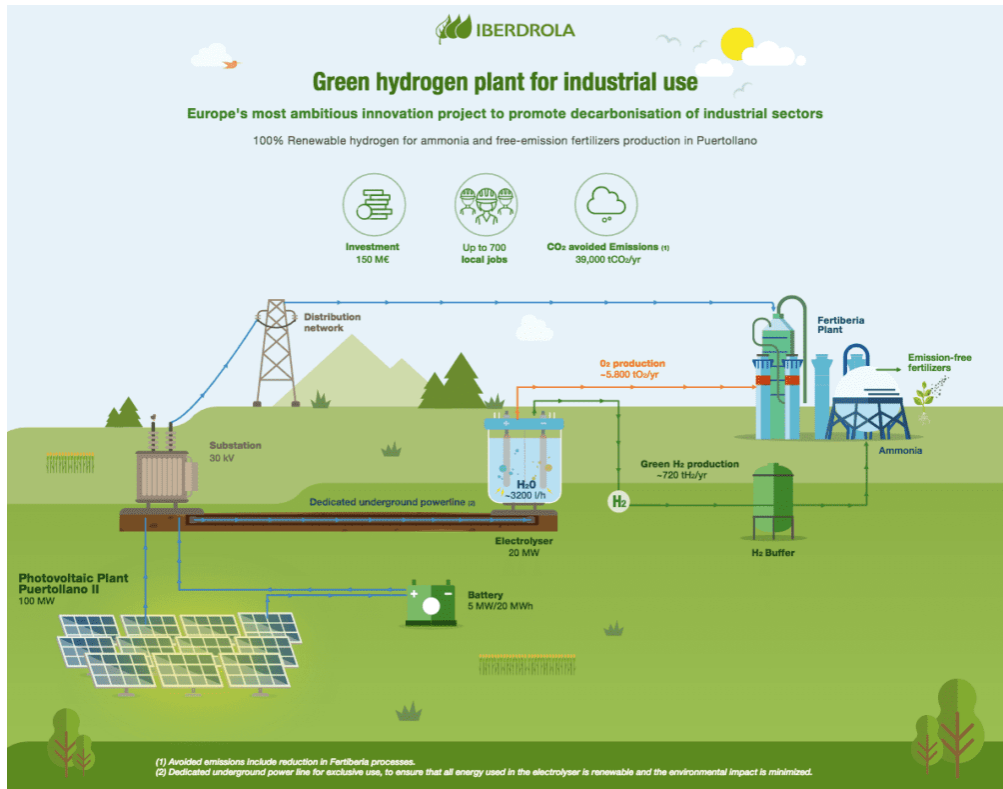 IBERDROLA
Green hydrogen plant for industrial use
Europe's most ambitious innovation project to promote decarbonisation of industrial sectors
100% Renewable hydrogen for ammonia and free-emission fertilizers production in Puertollano
Investment
150 M€
Up to 700
local jobs
CO₂ avoided Emissions (1)
39,000 tCO₂/yr
Distribution
network
Fertiberia
Plant
O₂ production
~5.800 tO₂/yr
Emission-free
fertilizers
Substation
30 kV
Ammonia
Green H₂ production
~720 tH₂/yr
H₂O
~3200 l/h
H₂
Dedicated underground powerline (2)
Electrolyser
20 MW
H₂ Buffer
Photovoltaic Plant
Puertollano II
100 MW
Battery
5 MW/20 MWh
(1) Avoided emissions include reduction in Fertiberia processes.
(2) Dedicated underground power line for exclusive use, to ensure that all energy used in the electrolyser is renewable and the environmental impact is minimized.